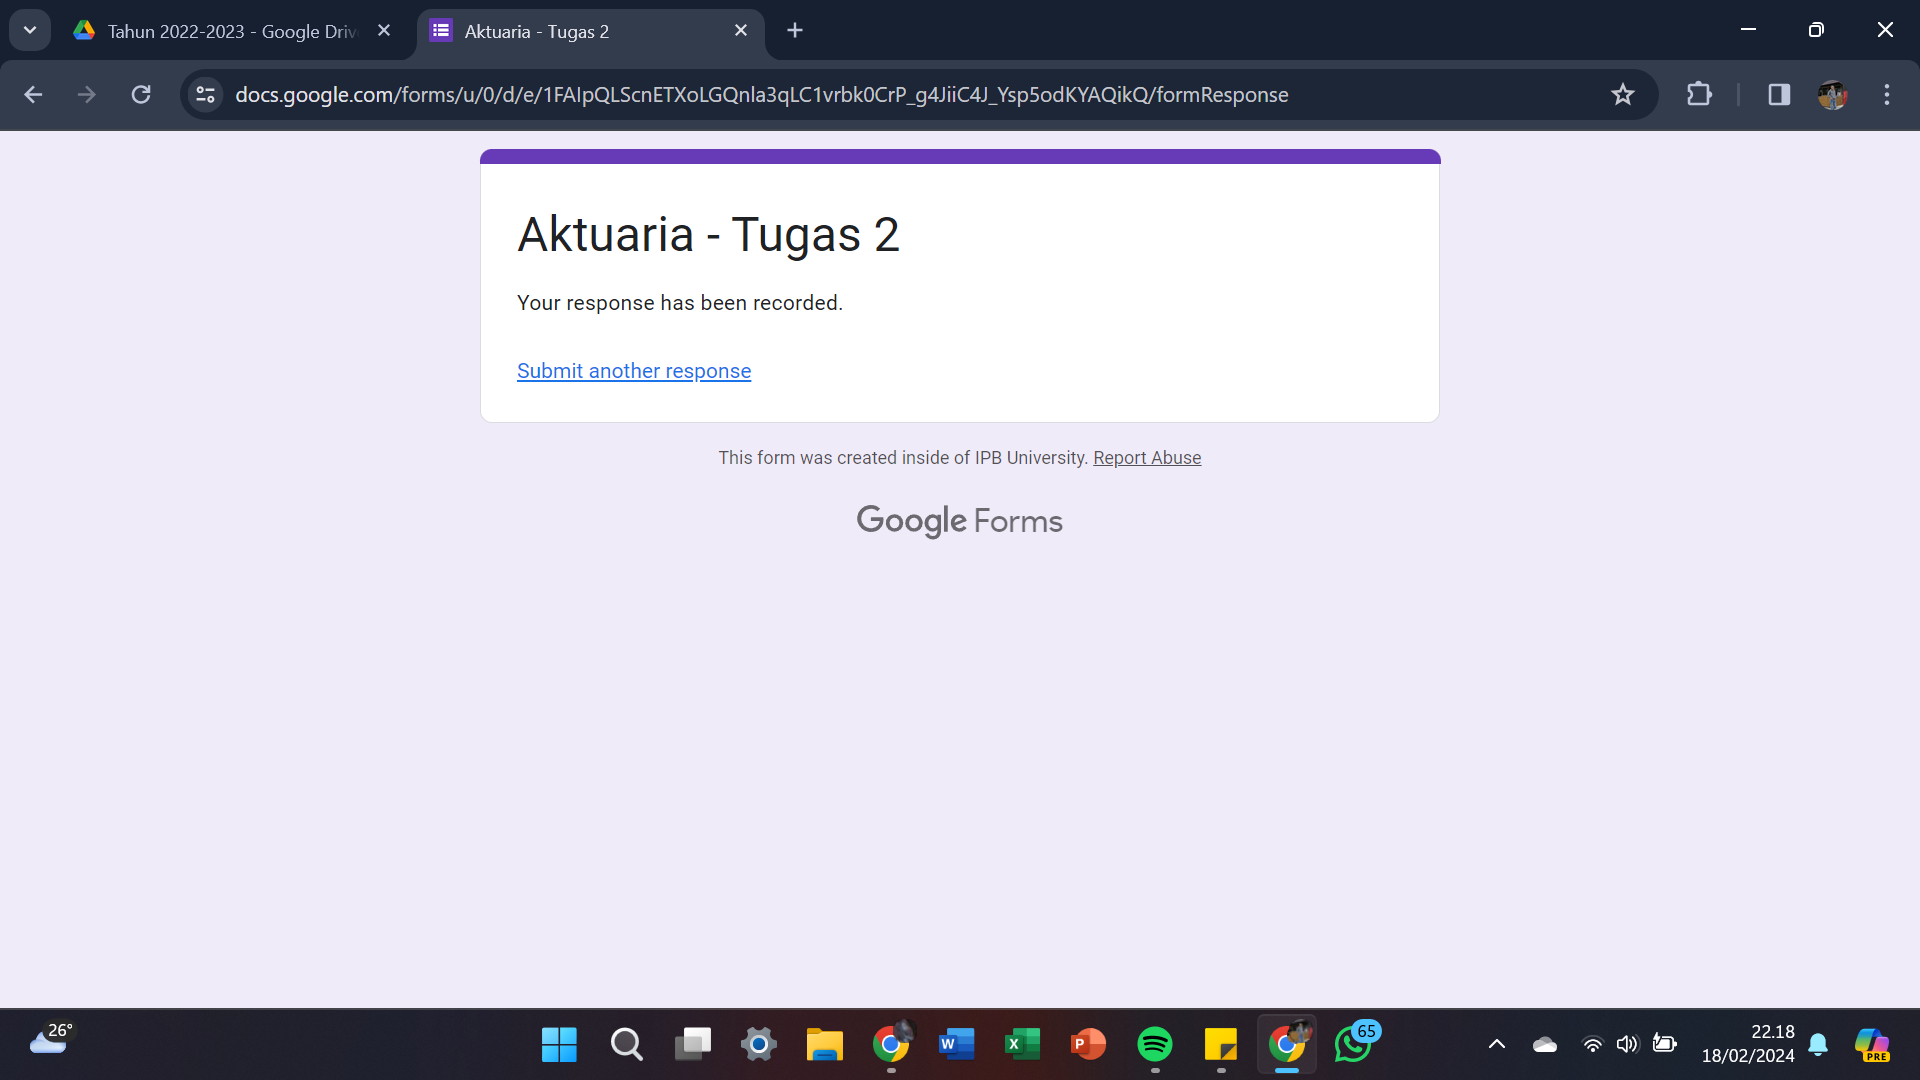 Tahun 2022-2023 - Google Driv
Aktuaria - Tugas 2
docs.google.com/forms/u/0/d/e/1FAIpQLScnETXoLGQnla3qLC1vrbk0CrP_g4JiiC4J_Ysp5odKYAQikQ/formResponse
Aktuaria - Tugas 2
Your response has been recorded.
Submit another response
This form was created inside of IPB University. Report Abuse
Google Forms
26°
W
X
P
65
22.18
18/02/2024
PRE